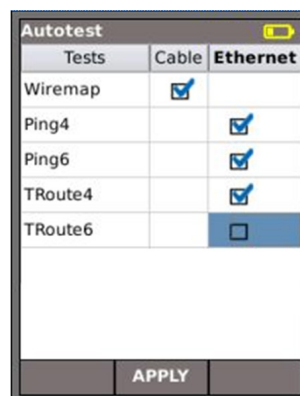 Autotest
Tests Cable Ethernet
Wiremap
Ping4
Ping6
TRoute4
TRoute6
APPLY